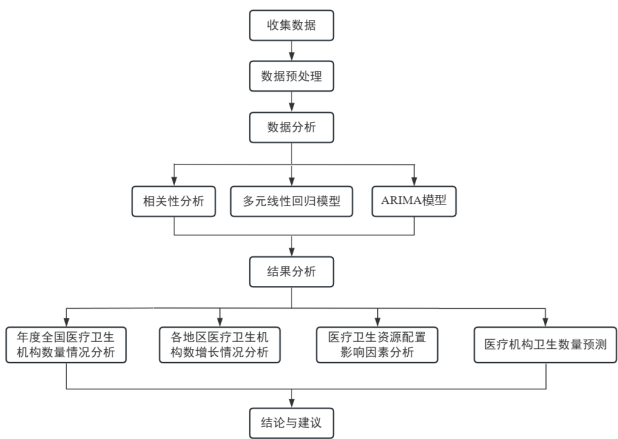 收集数据
数据预处理
数据分析
相关性分析
多元线性回归模型
ARIMA模型
结果分析
年度全国医疗卫生
机构数量情况分析
各地区医疗卫生机
构数增长情况分析
医疗卫生资源配置
影响因素分析
医疗机构卫生数量预测
结论与建议